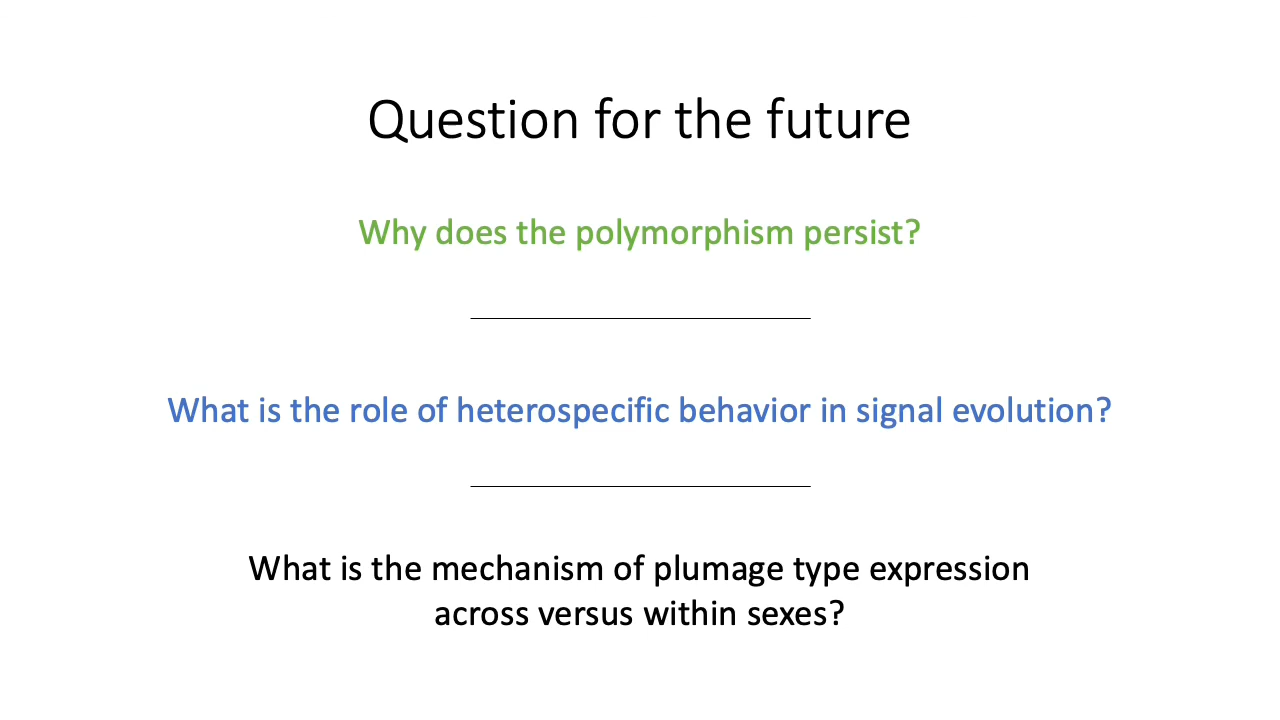 Question for the future
Why does the polymorphism persist?
What is the role of heterospecific behavior in signal evolution?
What is the mechanism of plumage type expression
across versus within sexes?